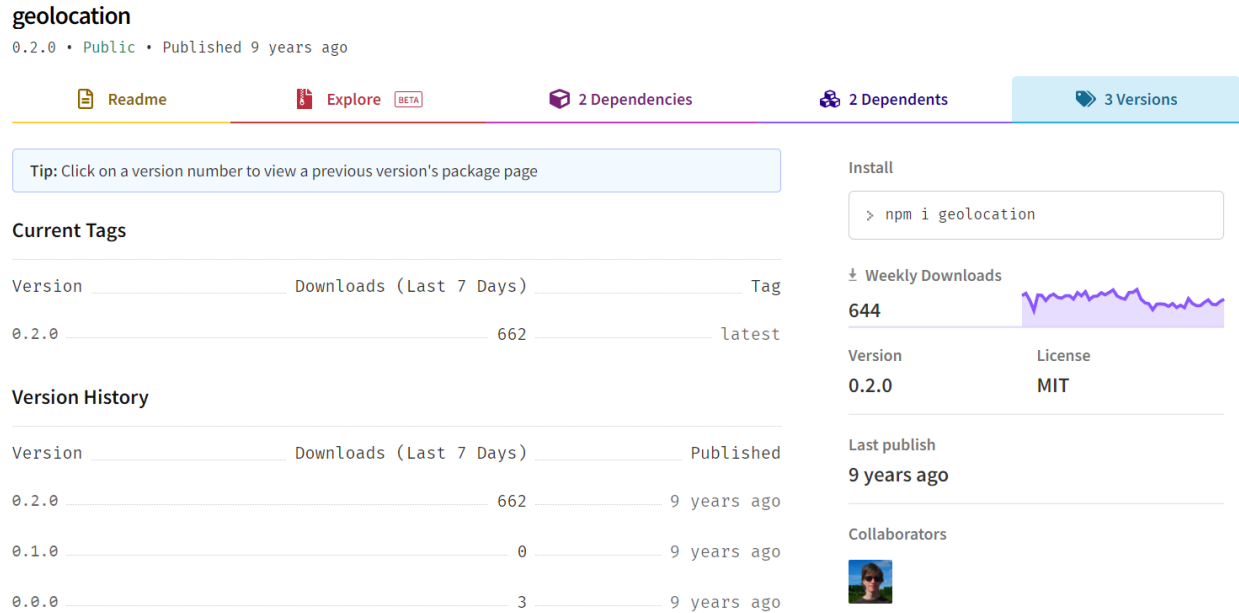 geolocation
0.2.0 • Public • Published 9 years ago
Readme
Explore BETA
2 Dependencies
2 Dependents
3 Versions
Tip: Click on a version number to view a previous version's package page
Current Tags
Version Downloads (Last 7 Days) Tag
0.2.0 662 latest
Version History
Version Downloads (Last 7 Days) Published
0.2.0 662 9 years ago
0.1.0 0 9 years ago
0.0.0 3 9 years ago
Install
> npm i geolocation
Weekly Downloads
644
Version License
0.2.0 MIT
Last publish
9 years ago
Collaborators